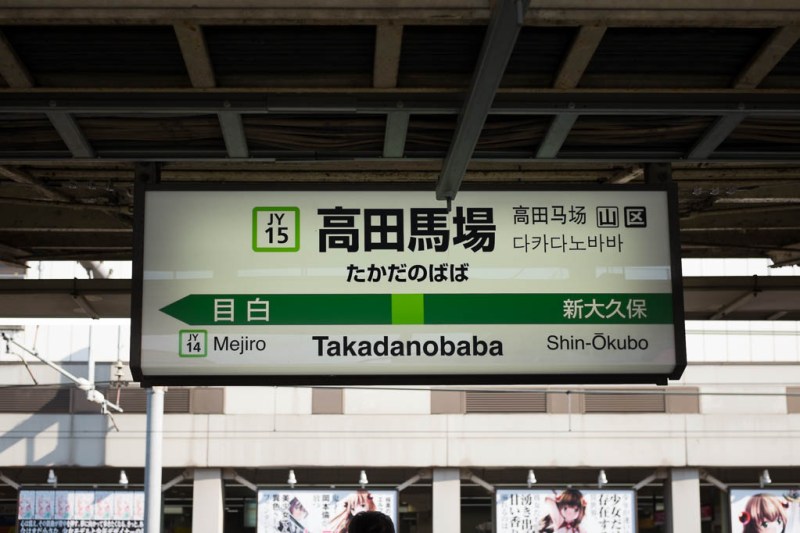 JY
15
高田馬場
高田马场 山 区
다카다노바바
たかだのばば
目白
新大久保
JY
14
Mejiro
Takadanobaba
Shin-Ōkubo